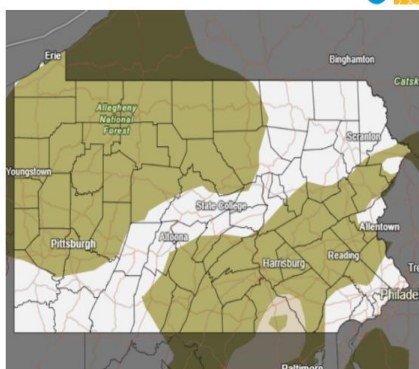 Erie
Binghamton
Allegheny
National
Forest
Catsk
Scranton
Youngstown
State College
Altoona
Allentown
Pittsburgh
Harrisburg
Reading
Tre
Philade
Baltimore